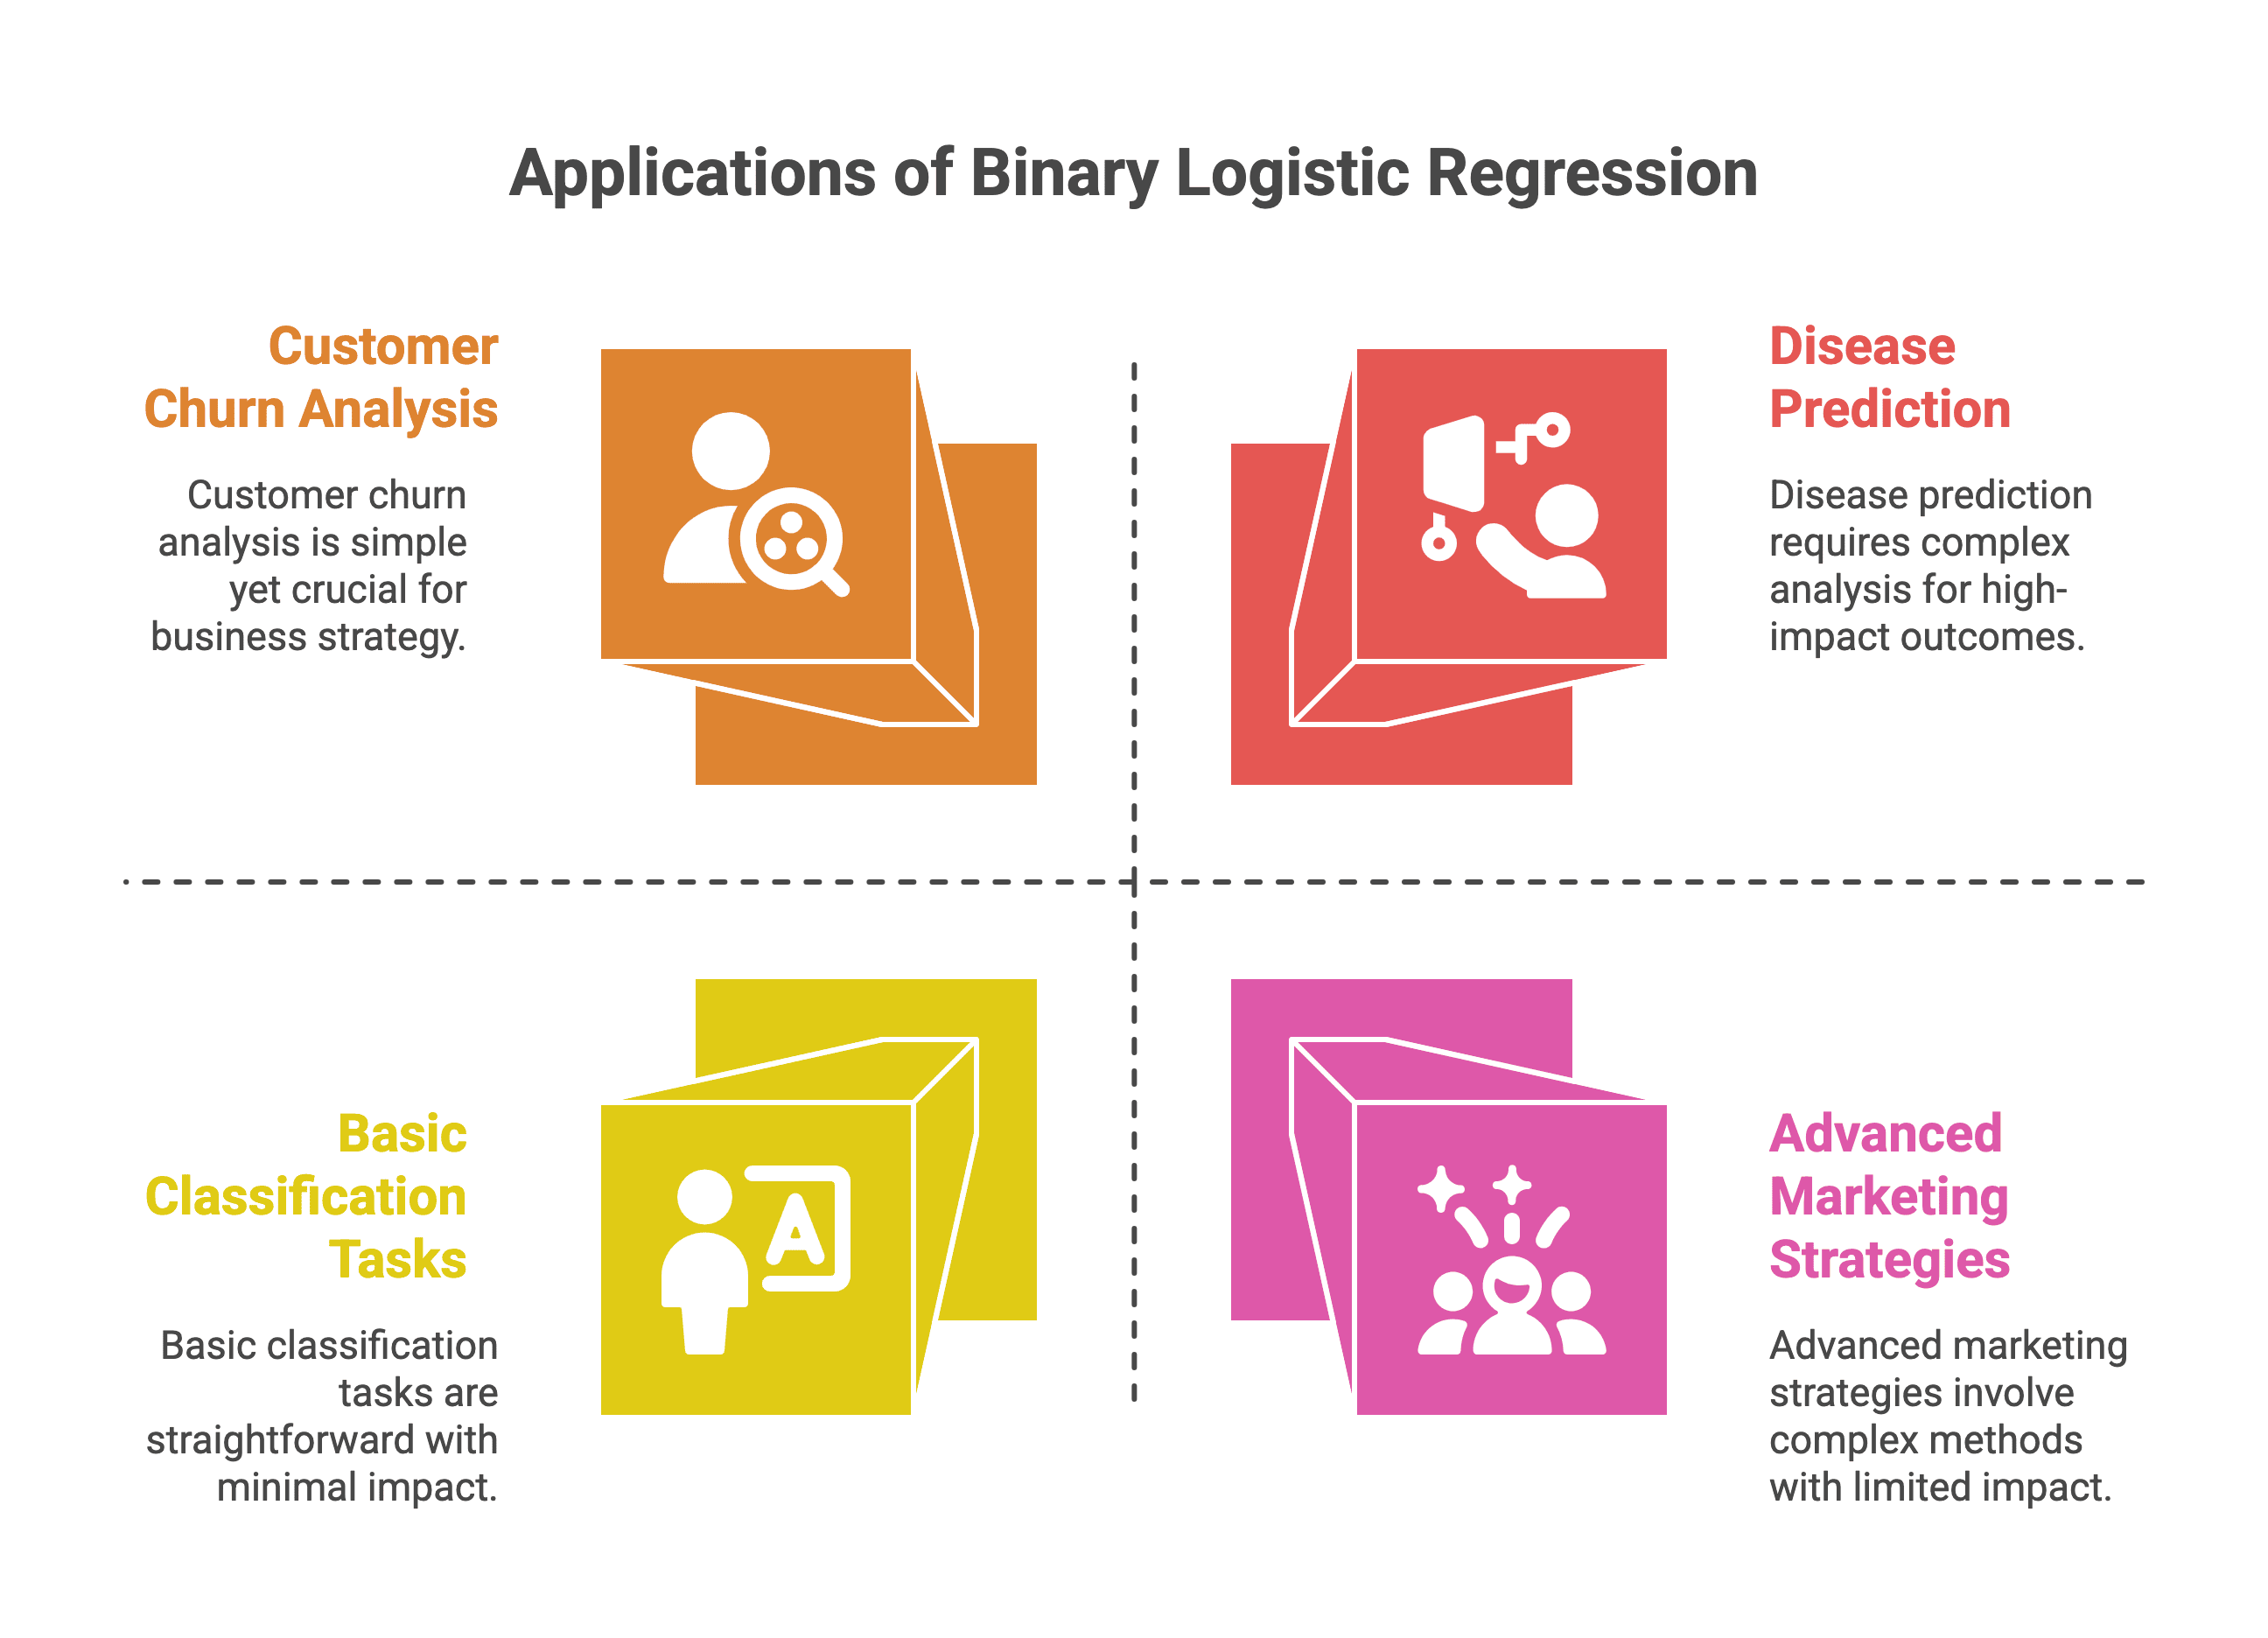 Applications of Binary Logistic Regression
Customer
Churn Analysis
Customer churn
analysis is simple
yet crucial for
business strategy.
Disease
Prediction
Disease prediction
requires complex
analysis for high-
impact outcomes.
Basic
Classification
Tasks
Basic classification
tasks are
straightforward with
minimal impact.
A
Advanced
Marketing
Strategies
Advanced marketing
strategies involve
complex methods
with limited impact.